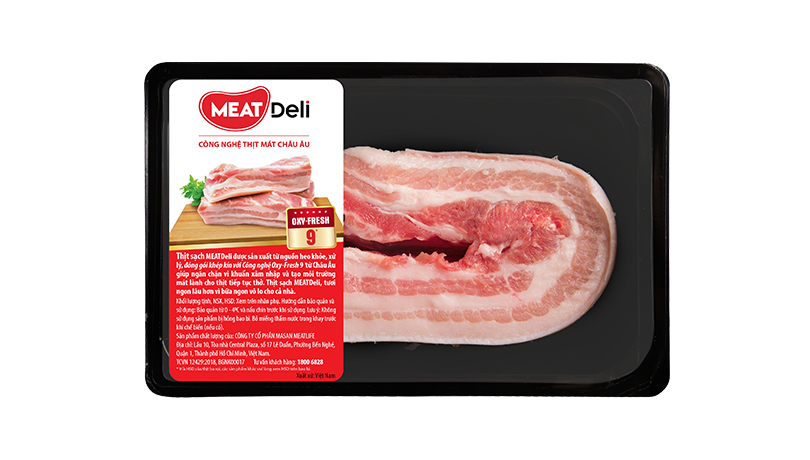 MEAT Deli
CÔNG NGHỆ THỊT MÁT CHÂU ÂU
OXY-FRESH
9
Thịt sạch MEATDeli được sản xuất từ nguồn heo khỏe, xử
lý, đóng gói khép kín với Công nghệ Oxy-Fresh 9 từ Châu Âu
giúp ngăn chặn vi khuẩn xâm nhập và tạo môi trường
mát lành cho thịt tiếp tục thở. Thịt sạch MEATDeli, tươi
ngon lâu hơn vì bữa ngon vô lo cho cả nhà.
Khối lượng tịnh, NSX, HSD: Xem trên nhãn phụ. Hướng dẫn bảo quản và
sử dụng: Bảo quản từ 0 - 4°C và nấu chín trước khi sử dụng. Lưu ý: Không
sử dụng sản phẩm bị hỏng bao bì. Bỏ miếng thấm nước trong khay trước
khi chế biến (nếu có).
Sản phẩm chất lượng của: CÔNG TY CỔ PHẦN MASAN MEATLIFE
Địa chỉ: Lầu 10, Tòa nhà Central Plaza, số 17 Lê Duẩn, Phường Bến Nghé,
Quận 1, Thành phố Hồ Chí Minh, Việt Nam.
TCVN 12429:2018, BGNK00017 Tư vấn khách hàng: 1800 6828
Xuất xứ: Việt Nam